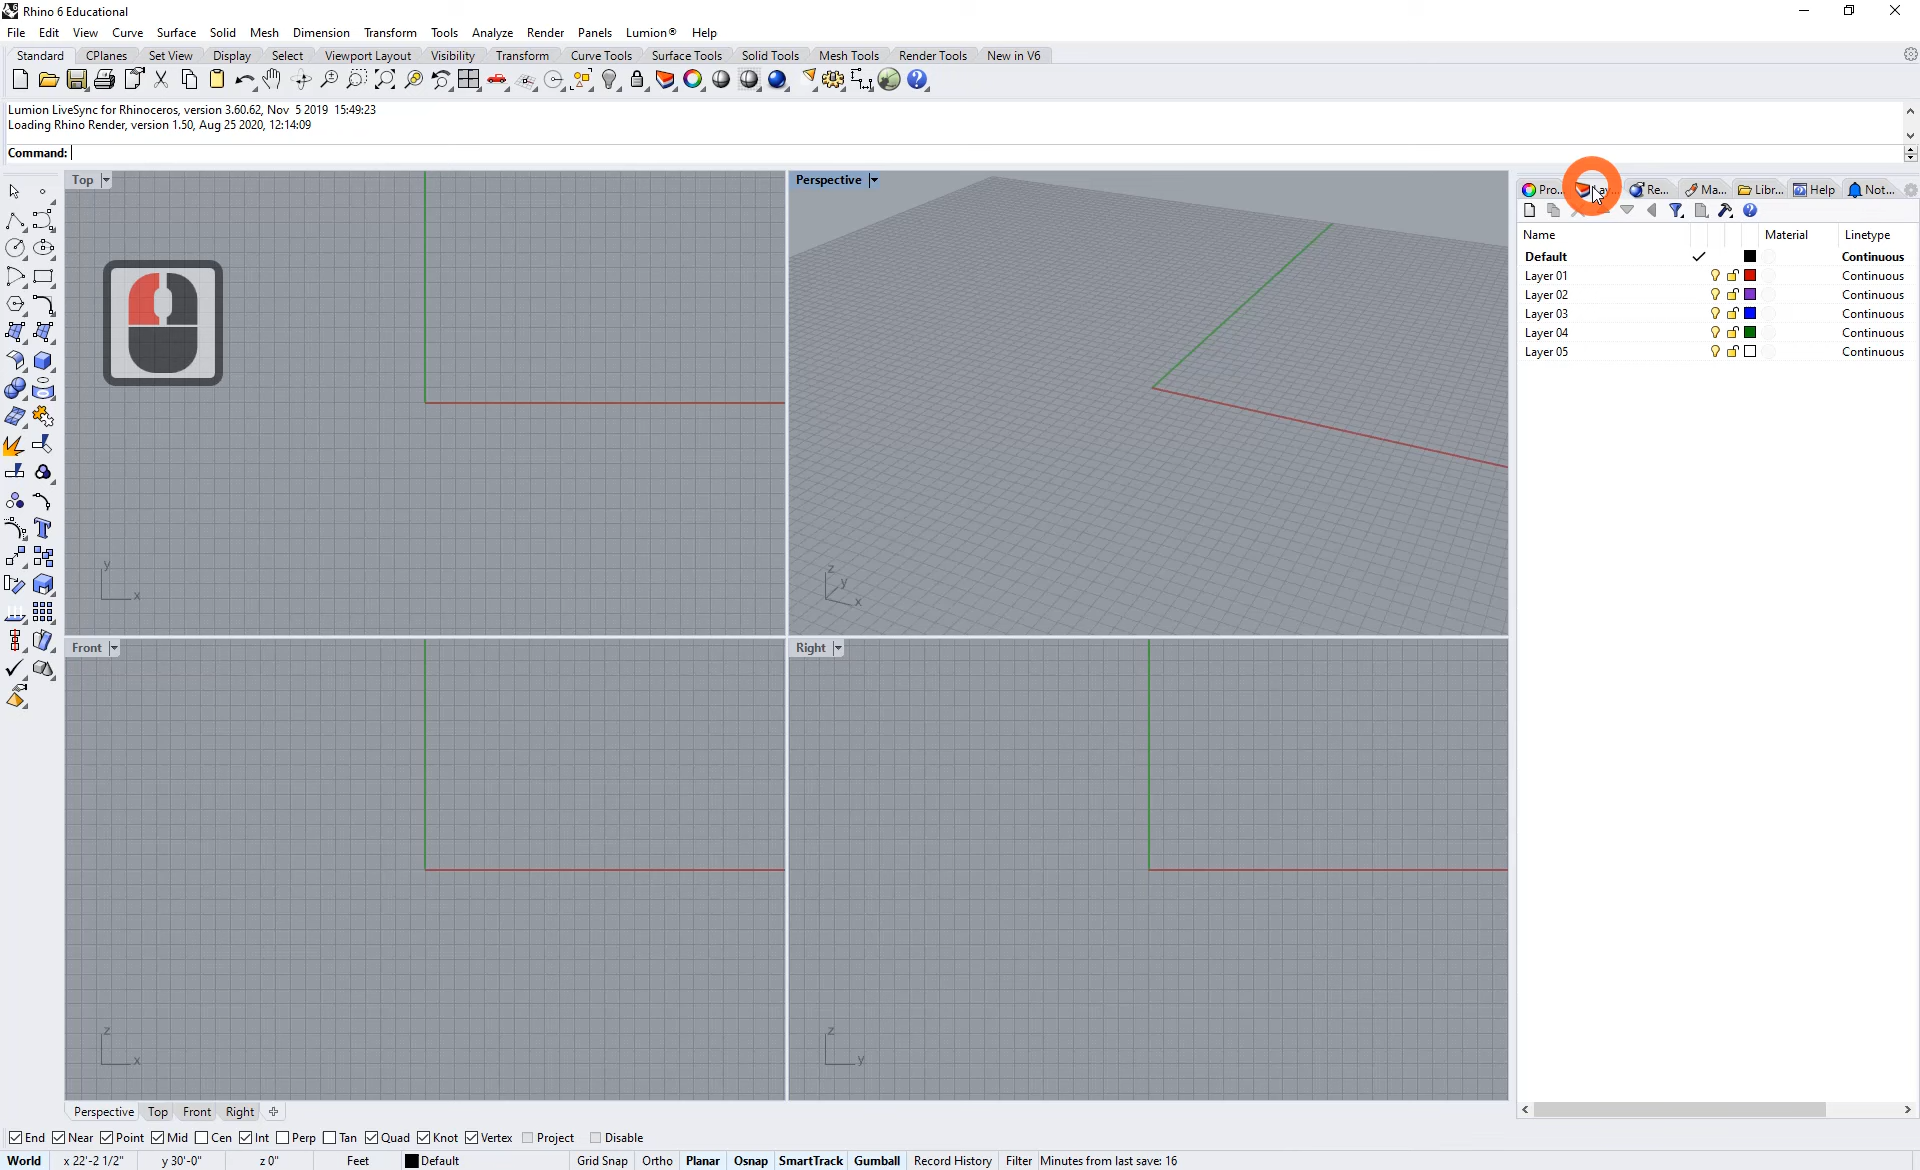 Rhino 6 Educational
File Edit View Curve Surface Solid Mesh Dimension Transform Tools Analyze Render Panels Lumion® Help
Standard CPlanes Set View Display Select Viewport Layout Visibility Transform Curve Tools Surface Tools Solid Tools Mesh Tools Render Tools New in V6
Lumion LiveSync for Rhinoceros, version 3.60.62, Nov 5 2019 15:49:23
Loading Rhino Render, version 1.50, Aug 25 2020, 12:14:09
Command:
Top Perspective
Pro... Lay... Re... Ma... Libr... Help Not...
Name Material Linetype
Default Continuous
Layer 01 Continuous
Layer 02 Continuous
Layer 03 Continuous
Layer 04 Continuous
Layer 05 Continuous
y
x
z
y
x
Front Right
z
x
z
y
Perspective Top Front Right
End Near Point Mid Cen Int Perp Tan Quad Knot Vertex Project Disable
World x 22'-2 1/2" y 30'-0" z 0" Feet Default Grid Snap Ortho Planar Osnap SmartTrack Gumball Record History Filter Minutes from last save: 16